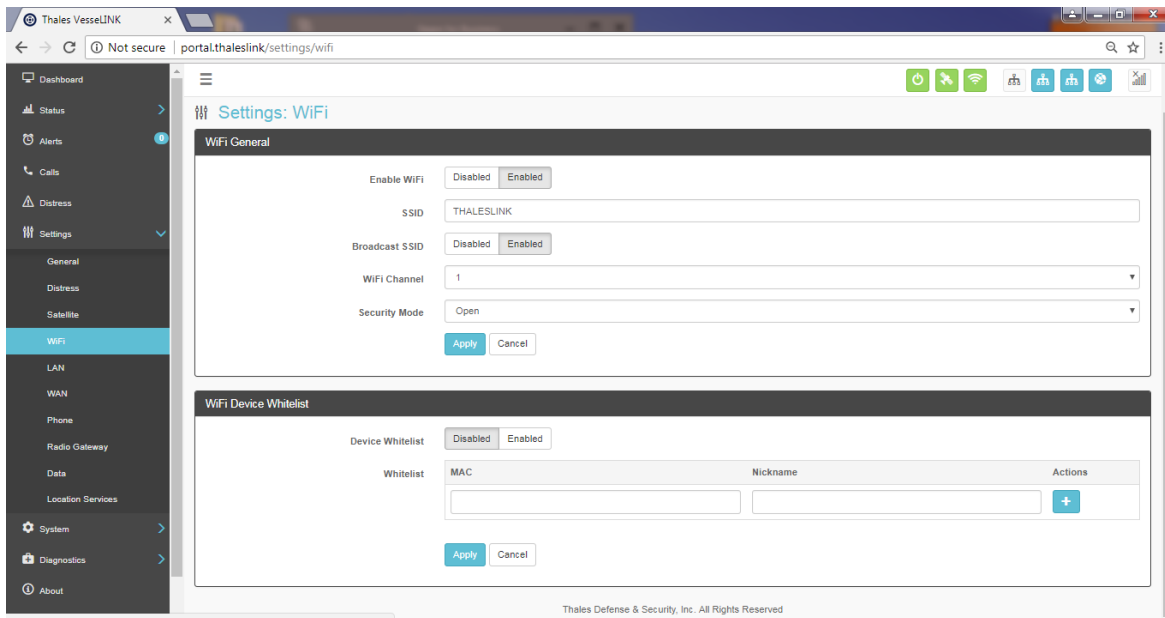 Thales VesseLINK
Not secure | portal.thaleslink/settings/wifi
Dashboard
Status
Alerts 0
Calls
Distress
Settings
General
Distress
Satellite
WiFi
LAN
WAN
Phone
Radio Gateway
Data
Location Services
System
Diagnostics
About
Settings: WiFi
WiFi General
Enable WiFi Disabled Enabled
SSID THALESLINK
Broadcast SSID Disabled Enabled
WiFi Channel 1
Security Mode Open
Apply Cancel
WiFi Device Whitelist
Device Whitelist Disabled Enabled
Whitelist MAC Nickname Actions
Apply Cancel
Thales Defense & Security, Inc. All Rights Reserved